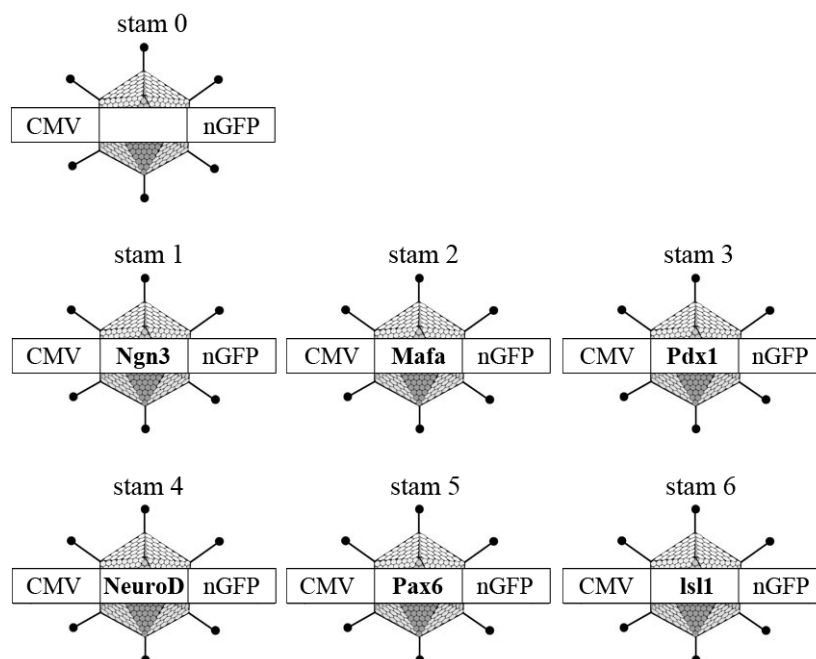 stam 0
CMV nGFP
stam 1 stam 2 stam 3
CMV Ngn3 nGFP CMV Mafa nGFP CMV Pdx1 nGFP
stam 4 stam 5 stam 6
CMV NeuroD nGFP CMV Pax6 nGFP CMV lsl1 nGFP